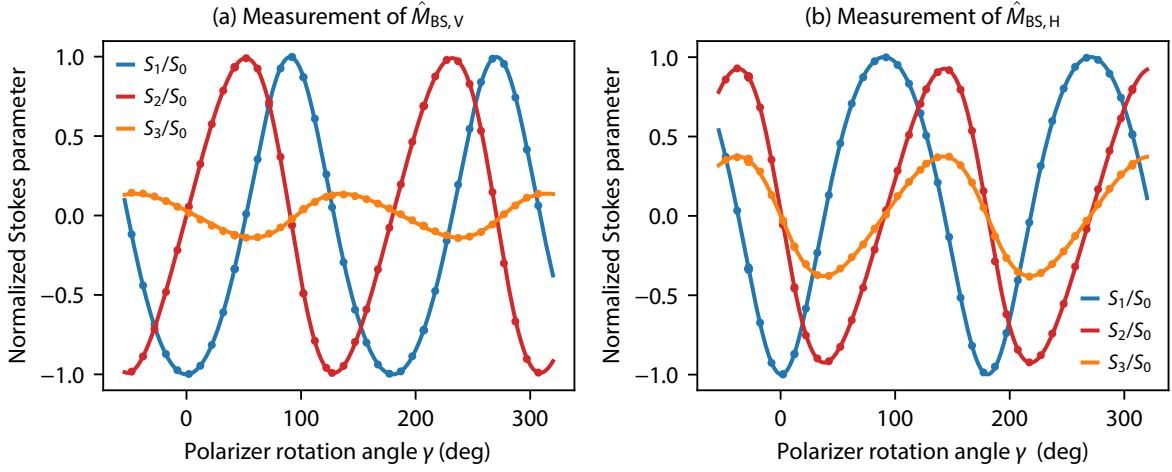 (a) Measurement of M̂BS, V
Normalized Stokes parameter
1.0
0.5
0.0
−0.5
−1.0
S1/S0
S2/S0
S3/S0
0
100
200
300
Polarizer rotation angle γ (deg)
(b) Measurement of M̂BS, H
Normalized Stokes parameter
1.0
0.5
0.0
−0.5
−1.0
S1/S0
S2/S0
S3/S0
0
100
200
300
Polarizer rotation angle γ (deg)